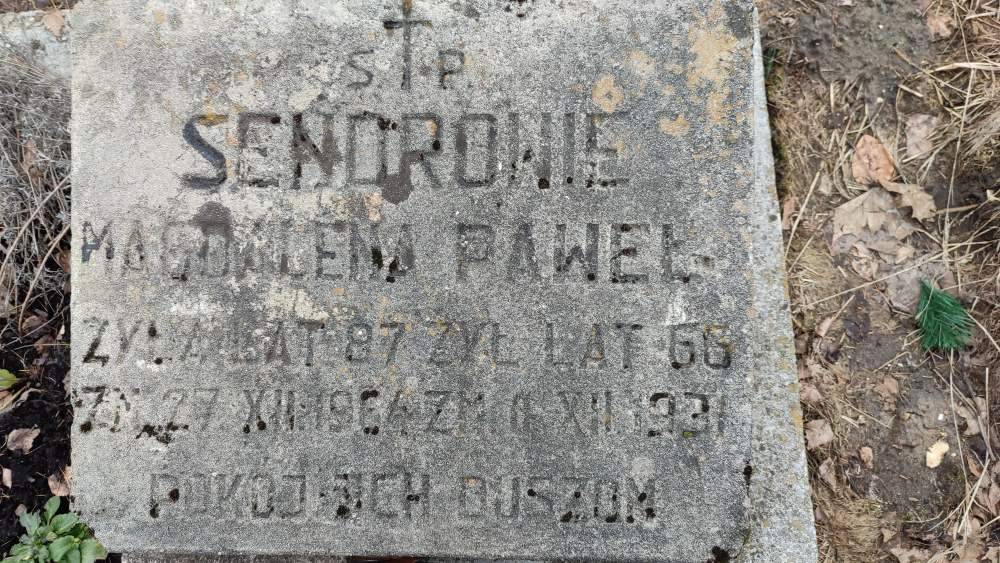 S.P.
SENDROWIE
MAGDALENA PAWEŁ
ŻYŁA LAT 87 ŻYŁ LAT 66
ZM. 27 XII 1964 ZM. XII 1931
POKÓJ ICH DUSZOM